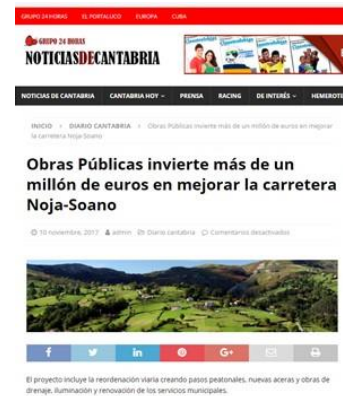 GRUPO 24 HORAS EL PORTALUCO EUROPA CUBA
GRUPO 24 HORAS
NOTICIASDECANTABRIA
NOTICIAS DE CANTABRIA CANTABRIA HOY PRENSA RACING DE INTERÉS HEMEROTE
INICIO > DIARIO CANTABRIA > Obras Públicas invierte más de un millón de euros en mejorar
la carretera Noja-Soano
Obras Públicas invierte más de un
millón de euros en mejorar la carretera
Noja-Soano
10 noviembre, 2017 admin Diario cantabria Comentarios desactivados
f in G+
El proyecto incluye la reordenación viaria creando pasos peatonales, nuevas aceras y obras de
drenaje, iluminación y renovación de los servicios municipales.